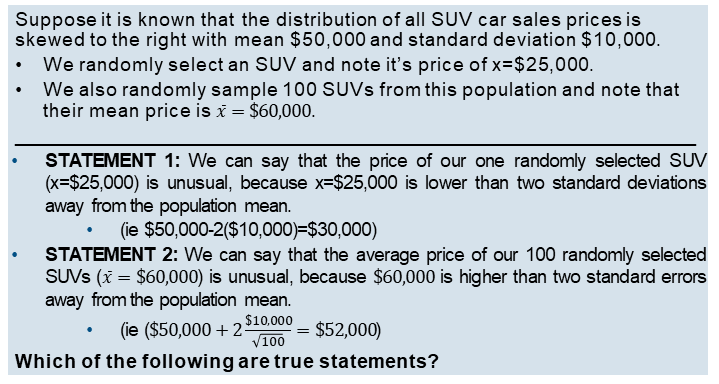 Suppose it is known that the distribution of all SUV car sales prices is
skewed to the right with mean $50,000 and standard deviation $10,000.
• We randomly select an SUV and note it's price of x=$25,000.
• We also randomly sample 100 SUVs from this population and note that
their mean price is x̄ = $60,000.
• STATEMENT 1: We can say that the price of our one randomly selected SUV
(x=$25,000) is unusual, because x=$25,000 is lower than two standard deviations
away from the population mean.
• (ie $50,000-2($10,000)=$30,000)
• STATEMENT 2: We can say that the average price of our 100 randomly selected
SUVs (x̄ = $60,000) is unusual, because $60,000 is higher than two standard errors
away from the population mean.
• (ie ($50,000 + 2 $10,000/√100 = $52,000)
Which of the following are true statements?